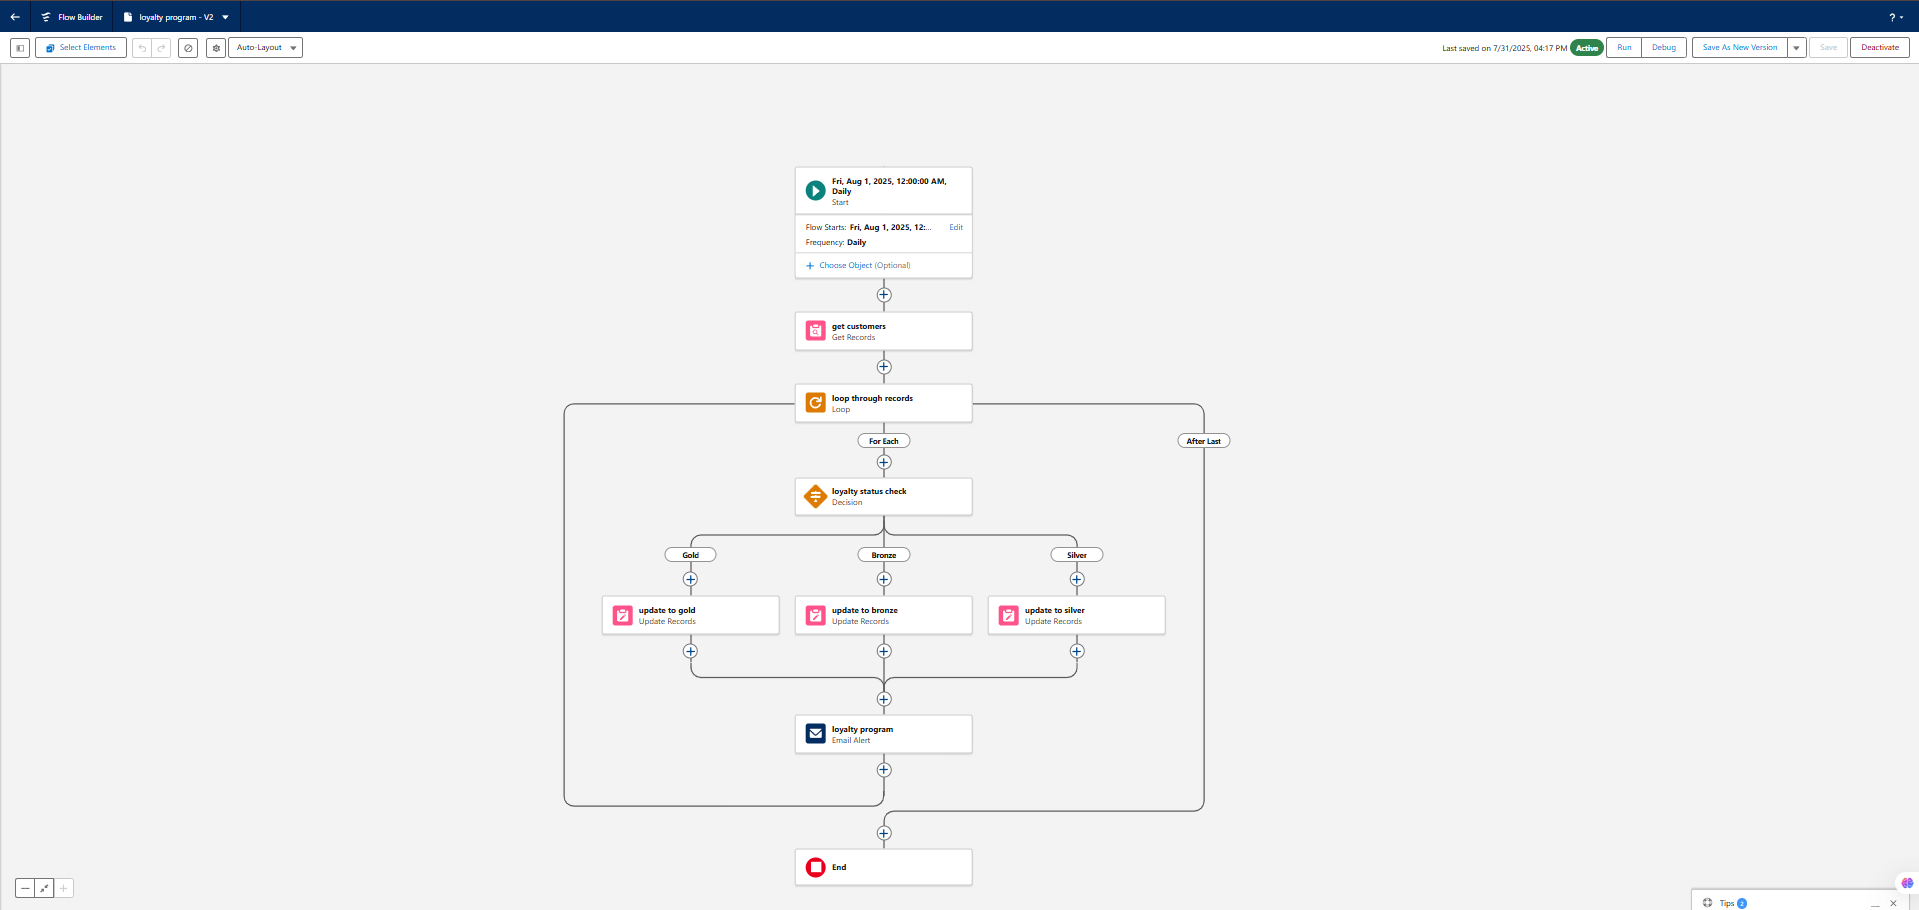 Flow Builder
loyalty program - V2
?
Select Elements
Auto-Layout
Last saved on 7/31/2025, 04:17 PM
Active
Run
Debug
Save As New Version
Save
Deactivate
Fri, Aug 1, 2025, 12:00:00 AM,
Daily
Start
Flow Starts: Fri, Aug 1, 2025, 12:...
Edit
Frequency: Daily
+ Choose Object (Optional)
get customers
Get Records
loop through records
Loop
For Each
After Last
loyalty status check
Decision
Gold
Bronze
Silver
update to gold
Update Records
update to bronze
Update Records
update to silver
Update Records
loyalty program
Email Alert
End
Tips 2